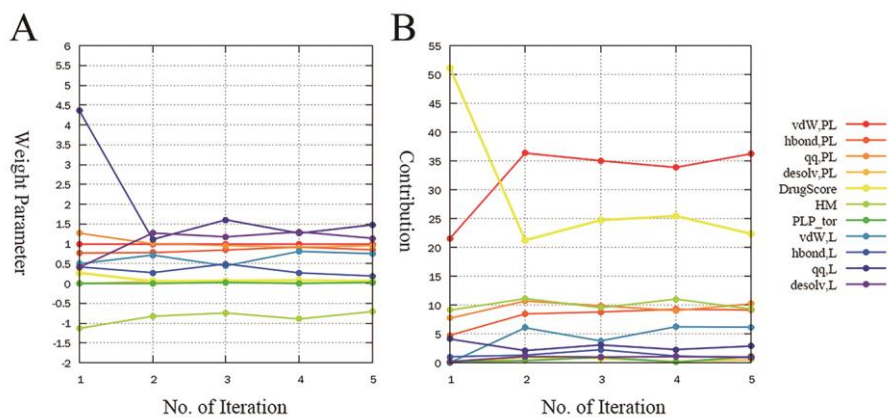 A
B
Weight Parameter
6
5.5
5
4.5
4
3.5
3
2.5
2
1.5
1
0.5
0
-0.5
-1
-1.5
-2
1 2 3 4 5
No. of Iteration
Contribution
55
50
45
40
35
30
25
20
15
10
5
0
1 2 3 4 5
No. of Iteration
vdW,PL
hbond,PL
qq,PL
desolv,PL
DrugScore
HM
PLP_tor
vdW,L
hbond,L
qq,L
desolv,L